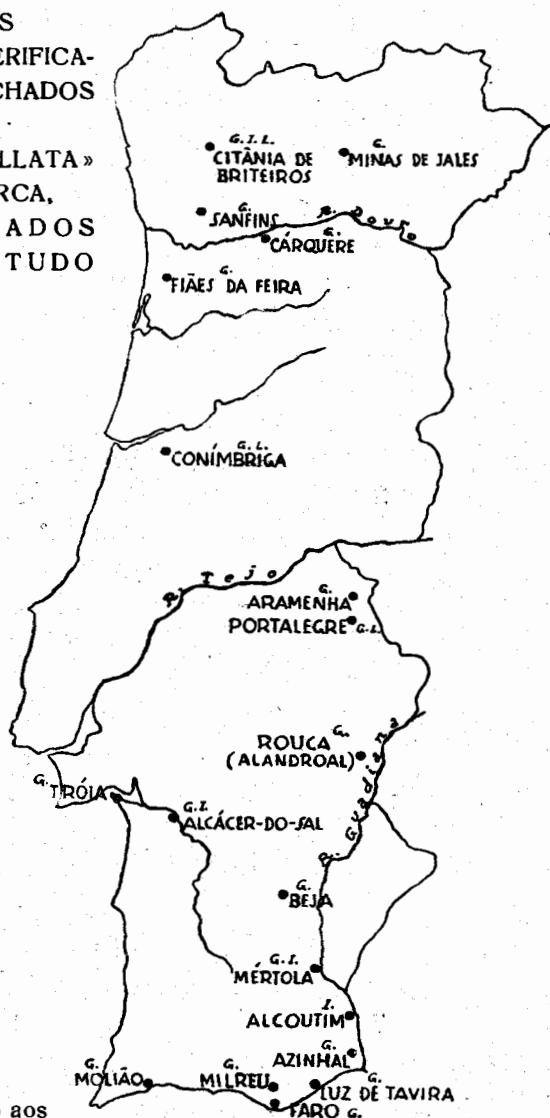 S
ERIFICA-
CHADOS
LLATA»
RCA,
ADOS
TUDO
G. I. L.
CITÂNIA DE
BRITEIROS
G.
MINAS DE JALES
G.
SANFINS
R. Douro
G.
CÁRQUERE
G.
FIÃES DA FEIRA
G. L.
CONÍMBRIGA
R. Tejo
G.
ARAMENHA
PORTALEGRE G.L.
G.
ROUCA
(ALANDROAL)
R. Guadiana
G.
TRÓIA
G.I.
ALCÁCER-DO-SAL
G.
BEJA
G.I.
MÉRTOLA
I.
ALCOUTIM
G.
AZINHAL
G.
MOLIÃO
G.
MILREU
G.
LUZ DE TAVIRA
FARO G.
aos